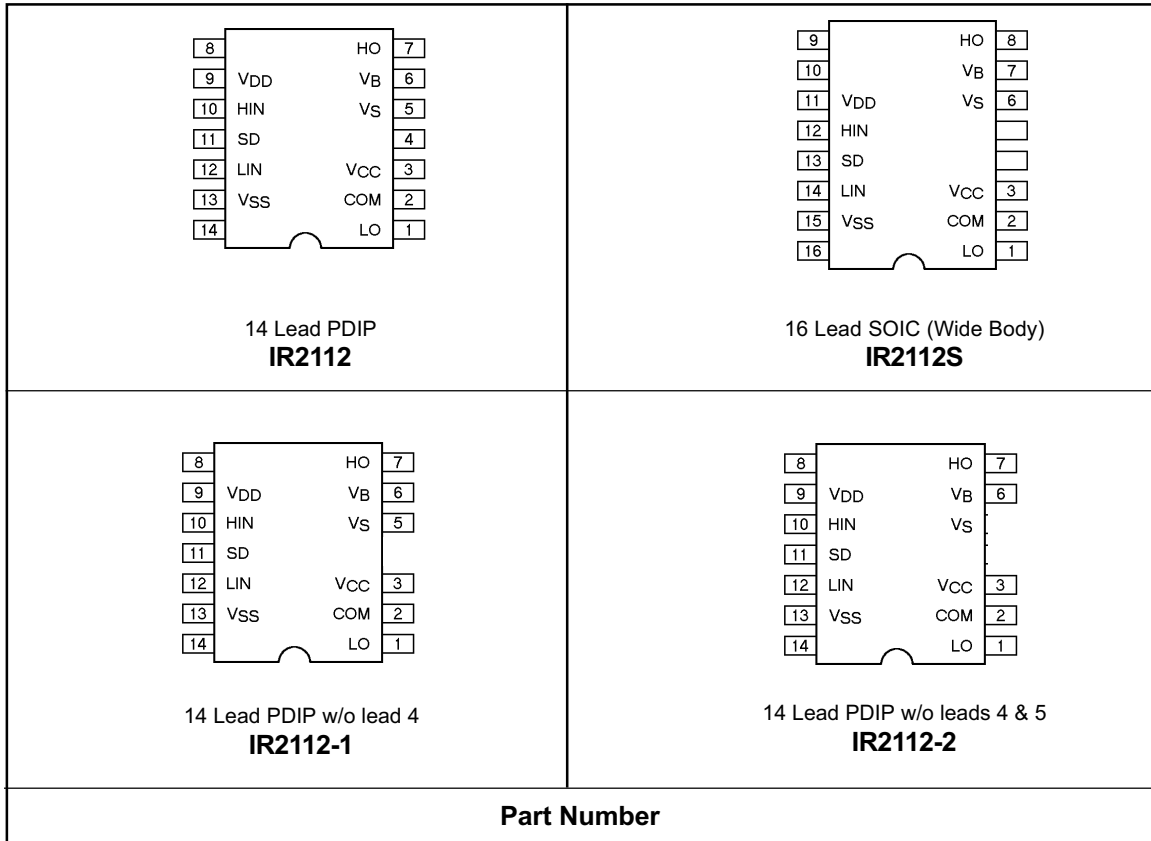 8 HO 7
9 VDD VB 6
10 HIN VS 5
11 SD 4
12 LIN VCC 3
13 VSS COM 2
14 LO 1
14 Lead PDIP
IR2112
9 HO 8
10 VB 7
11 VDD VS 6
12 HIN
13 SD
14 LIN VCC 3
15 VSS COM 2
16 LO 1
16 Lead SOIC (Wide Body)
IR2112S
8 HO 7
9 VDD VB 6
10 HIN VS 5
11 SD
12 LIN VCC 3
13 VSS COM 2
14 LO 1
14 Lead PDIP w/o lead 4
IR2112-1
8 HO 7
9 VDD VB 6
10 HIN VS
11 SD
12 LIN VCC 3
13 VSS COM 2
14 LO 1
14 Lead PDIP w/o leads 4 & 5
IR2112-2
Part Number